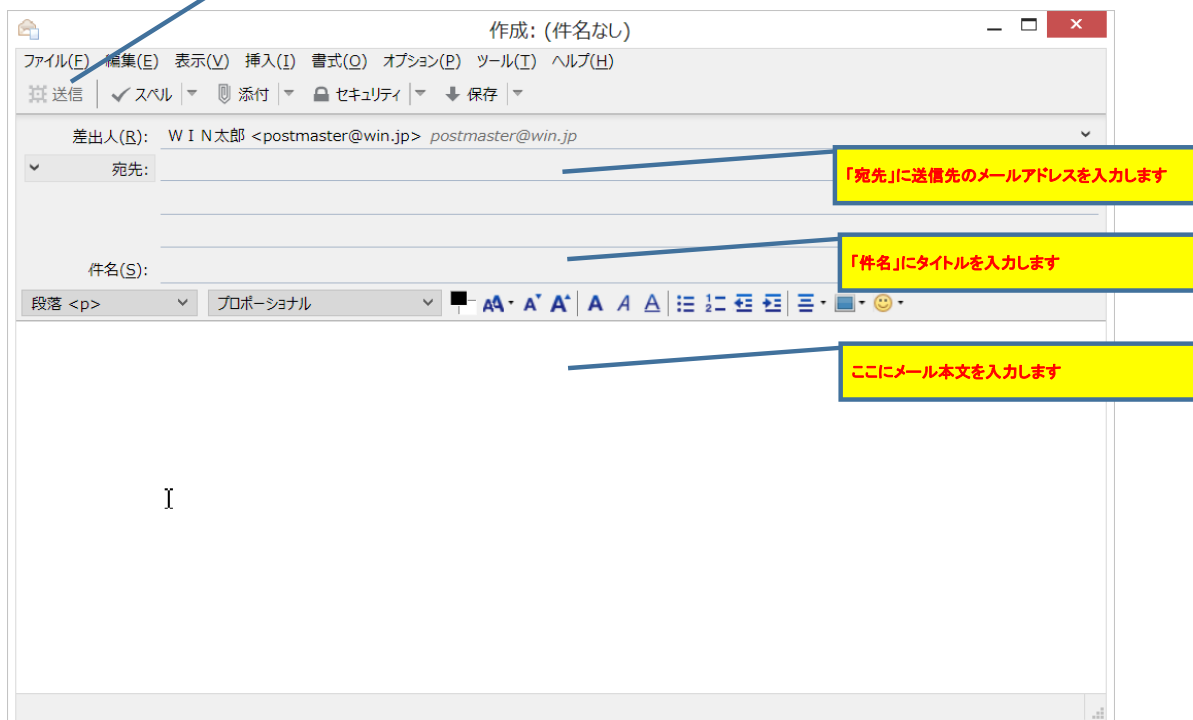 作成: (件名なし)
ファイル(F) 編集(E) 表示(V) 挿入(I) 書式(O) オプション(P) ツール(T) ヘルプ(H)
送信 スペル 添付 セキュリティ 保存
差出人(R): ＷＩＮ太郎 <postmaster@win.jp> postmaster@win.jp
宛先:
「宛先」に送信先のメールアドレスを入力します
件名(S):
「件名」にタイトルを入力します
段落 <p> プロポーショナル
ここにメール本文を入力します